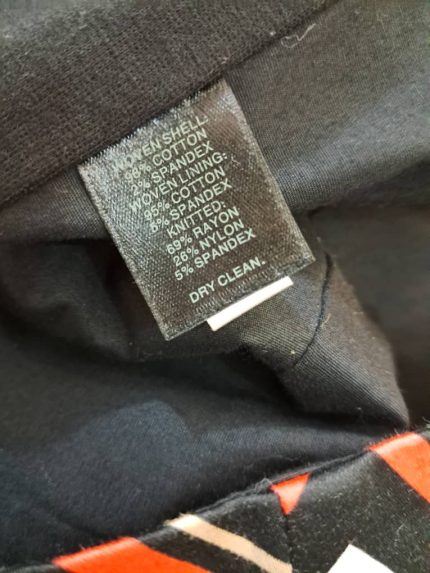 WOVEN SHELL:
98% COTTON
2% SPANDEX
WOVEN LINING:
95% COTTON
5% SPANDEX
KNITTED:
69% RAYON
26% NYLON
5% SPANDEX
DRY CLEAN.